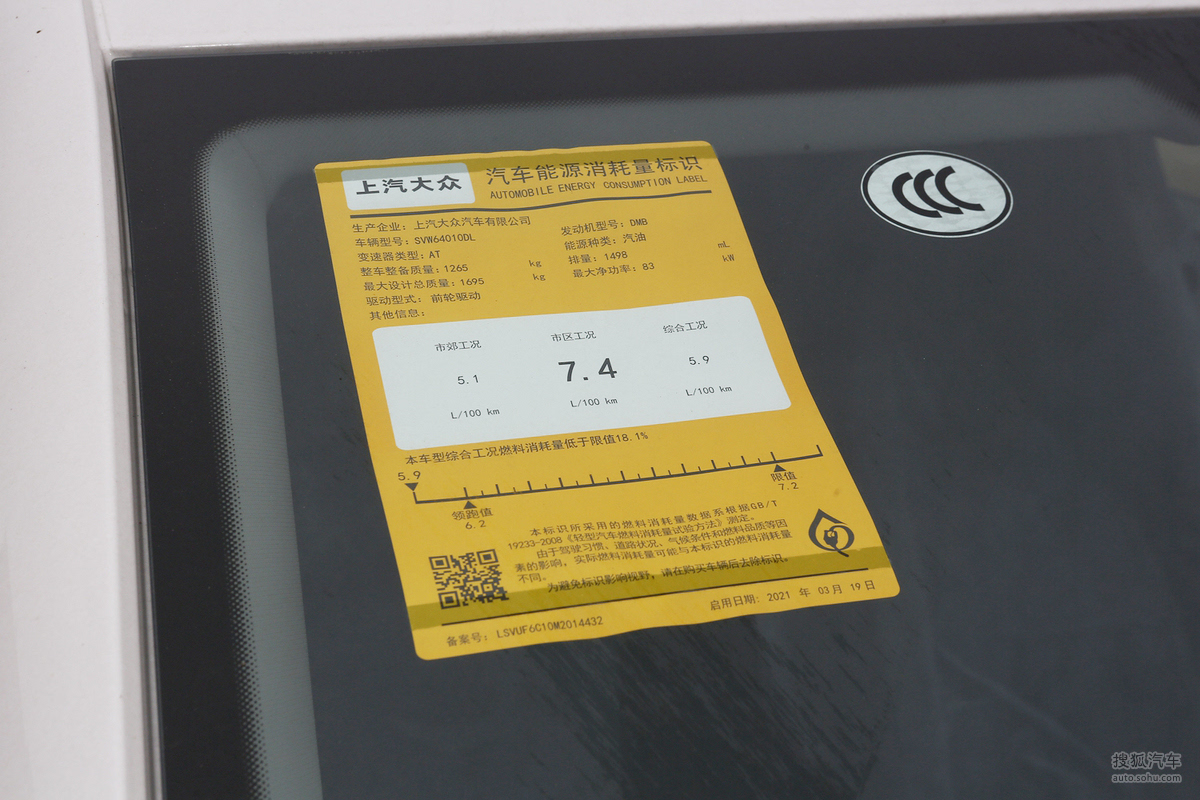 上汽大众
汽车能源消耗量标识
AUTOMOBILE ENERGY CONSUMPTION LABEL
生产企业：上汽大众汽车有限公司
车辆型号：SVW64010DL
变速器类型：AT
整车整备质量：1265 kg
最大设计总质量：1695 kg
驱动型式：前轮驱动
其他信息：
发动机型号：DMB
能源种类：汽油
排量：1498 mL
最大净功率：83 kW
市郊工况 市区工况 综合工况
5.1 7.4 5.9
L/100 km L/100 km L/100 km
本车型综合工况燃料消耗量低于限值18.1%
5.9
领跑值 限值
6.2 7.2
本标识所采用的燃料消耗量数据系根据GB/T
19233-2008《轻型汽车燃料消耗量试验方法》测定。
由于驾驶习惯、道路状况、气候条件和燃料品质等因
素的影响，实际燃料消耗量可能与本标识的燃料消耗量
不同。
为避免标识影响视野，请在购买车辆后去除标识。
备案号：LSVUF6C10M2014432
启用日期：2021 年 03月 19日
CCC
搜狐汽车
auto.sohu.com